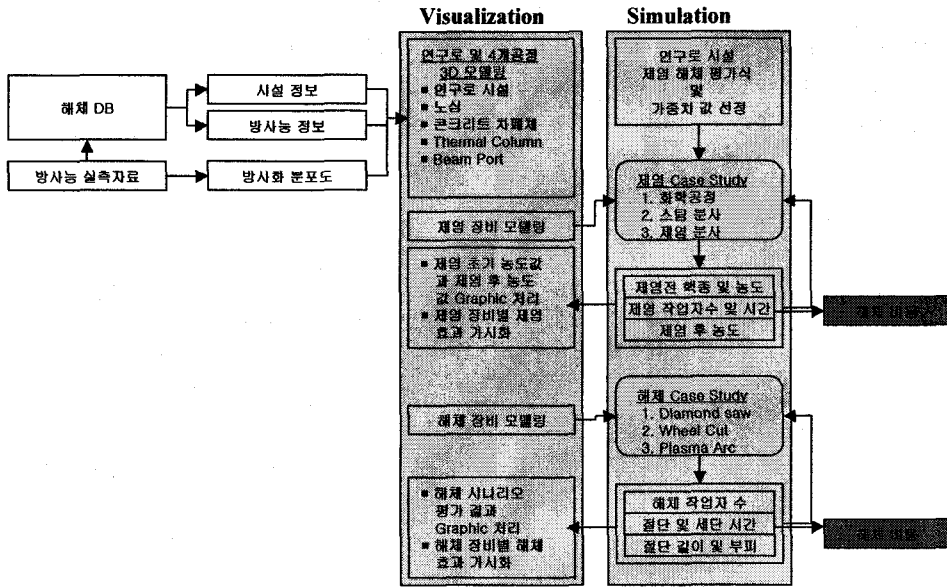 Visualization
Simulation
해체 DB
시설 정보
방사능 정보
방사능 실측자료
방사화 분포도
연구로 및 4개공정
3D 모델링
■ 연구로 시설
■ 노심
■ 콘크리트 차폐체
■ Thermal Column
■ Beam Port
제염 장비 모델링
■ 제염 초기 농도값
과 제염 후 농도
값 Graphic 처리
■ 제염 장비별 제염
효과 가시화
해체 장비 모델링
■ 해체 시나리오
평가 결과
Graphic 처리
■ 해체 장비별 해체
효과 가시화
연구로 시설
제염 해체 평가식
및
가중치 값 선정
제염 Case Study
1. 화학공정
2. 스팀 분사
3. 제염 분사
제염전 핵종 및 농도
제염 작업자수 및 시간
제염 후 농도
해체 비용
해체 Case Study
1. Diamond saw
2. Wheel Cut
3. Plasma Arc
해체 작업자 수
절단 및 세단 시간
절단 길이 및 부피
해체 비용